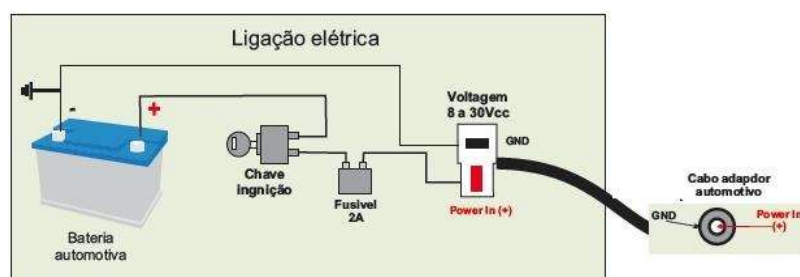 Ligação elétrica
-
+
Voltagem
8 a 30Vcc
GND
Chave
ingnição
Fusivel
2A
Power In (+)
Bateria
automotiva
Cabo adapdor
automotivo
GND
Power In
(+)